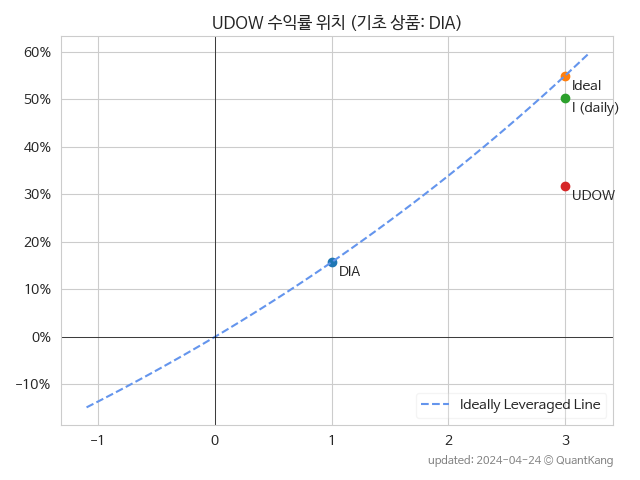 UDOW 수익률 위치 (기초 상품: DIA)
60%
50%
40%
30%
20%
10%
0%
−10%
Ideal
I (daily)
UDOW
DIA
Ideally Leveraged Line
−1
0
1
2
3
updated: 2024-04-24 © QuantKang